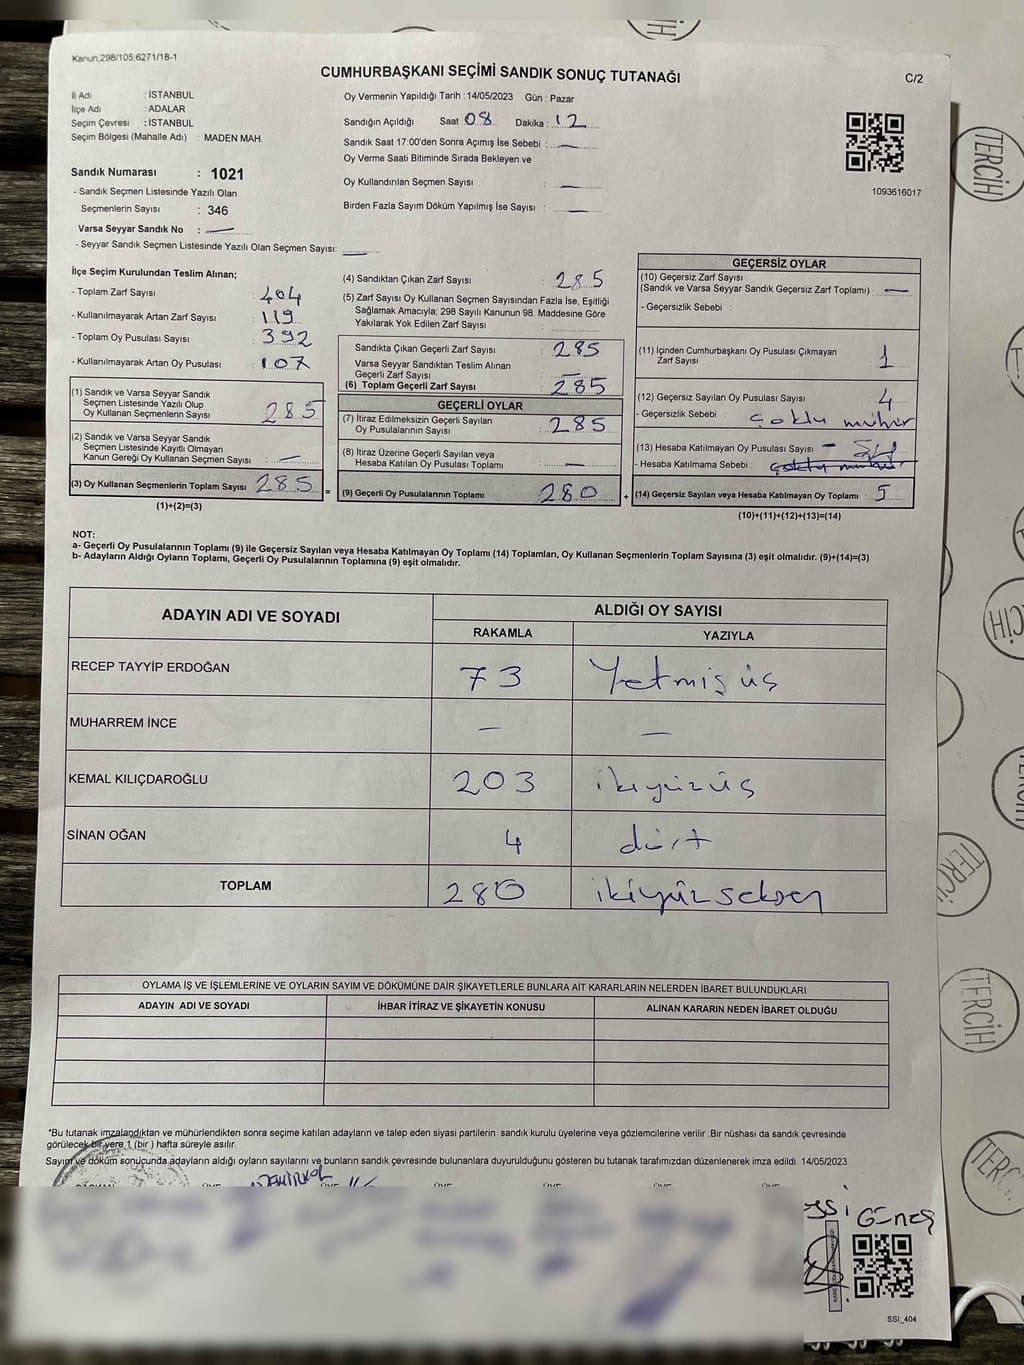 Kanun;298/105;6271/18-1
CUMHURBAŞKANI SEÇİMİ SANDIK SONUÇ TUTANAĞI
C/2
İl Adı : İSTANBUL
İlçe Adı : ADALAR
Seçim Çevresi : İSTANBUL
Seçim Bölgesi (Mahalle Adı) : MADEN MAH.
Sandık Numarası : 1021
- Sandık Seçmen Listesinde Yazılı Olan
Seçmenlerin Sayısı : 346
Varsa Seyyar Sandık No : —
- Seyyar Sandık Seçmen Listesinde Yazılı Olan Seçmen Sayısı: —
Oy Vermenin Yapıldığı Tarih : 14/05/2023 Gün : Pazar
Sandığın Açıldığı Saat 08 Dakika : 12
Sandık Saat 17:00'den Sonra Açımış İse Sebebi : —
Oy Verme Saati Bitiminde Sırada Bekleyen ve
Oy Kullandırılan Seçmen Sayısı : —
Birden Fazla Sayım Döküm Yapılmış İse Sayısı : —
1093616017
İlçe Seçim Kurulundan Teslim Alınan;
- Toplam Zarf Sayısı : 404
- Kullanılmayarak Artan Zarf Sayısı : 119
- Toplam Oy Pusulası Sayısı : 392
- Kullanılmayarak Artan Oy Pusulası : 107
(1) Sandık ve Varsa Seyyar Sandık
Seçmen Listesinde Yazılı Olup
Oy Kullanan Seçmenlerin Sayısı : 285
(2) Sandık ve Varsa Seyyar Sandık
Seçmen Listesinde Kayıtlı Olmayan
Kanun Gereği Oy Kullanan Seçmen Sayısı : —
(3) Oy Kullanan Seçmenlerin Toplam Sayısı : 285
(1)+(2)=(3)
=
(4) Sandıktan Çıkan Zarf Sayısı : 285
(5) Zarf Sayısı Oy Kullanan Seçmen Sayısından Fazla İse, Eşitliği
Sağlamak Amacıyla; 298 Sayılı Kanunun 98. Maddesine Göre
Yakılarak Yok Edilen Zarf Sayısı :
Sandıkta Çıkan Geçerli Zarf Sayısı : 285
Varsa Seyyar Sandıktan Teslim Alınan
Geçerli Zarf Sayısı : —
(6) Toplam Geçerli Zarf Sayısı : 285
GEÇERLİ OYLAR
(7) İtiraz Edilmeksizin Geçerli Sayılan
Oy Pusulalarının Sayısı : 285
(8) İtiraz Üzerine Geçerli Sayılan veya
Hesaba Katılan Oy Pusulası Toplamı : —
(9) Geçerli Oy Pusulalarının Toplamı : 280
+
GEÇERSİZ OYLAR
(10) Geçersiz Zarf Sayısı
(Sandık ve Varsa Seyyar Sandık Geçersiz Zarf Toplamı) : —
- Geçersizlik Sebebi :
(11) İçinden Cumhurbaşkanı Oy Pusulası Çıkmayan
Zarf Sayısı : 1
(12) Geçersiz Sayılan Oy Pusulası Sayısı : 4
- Geçersizlik Sebebi : çoklu mühür
(13) Hesaba Katılmayan Oy Pusulası Sayısı : —
- Hesaba Katılmama Sebebi : çoklu mühür
(14) Geçersiz Sayılan veya Hesaba Katılmayan Oy Toplamı : 5
(10)+(11)+(12)+(13)=(14)
NOT:
a- Geçerli Oy Pusulalarının Toplamı (9) ile Geçersiz Sayılan veya Hesaba Katılmayan Oy Toplamı (14) Toplamları, Oy Kullanan Seçmenlerin Toplam Sayısına (3) eşit olmalıdır. (9)+(14)=(3)
b- Adayların Aldığı Oyların Toplamı, Geçerli Oy Pusulalarının Toplamına (9) eşit olmalıdır.
ADAYIN ADI VE SOYADI
ALDIĞI OY SAYISI
RAKAMLA YAZIYLA
RECEP TAYYİP ERDOĞAN 73 Yetmiş üç
MUHARREM İNCE — —
KEMAL KILIÇDAROĞLU 203 ikiyüzüç
SİNAN OĞAN 4 dört
TOPLAM 280 ikiyüzseksen
OYLAMA İŞ VE İŞLEMLERİNE VE OYLARIN SAYIM VE DÖKÜMÜNE DAİR ŞİKAYETLERLE BUNLARA AİT KARARLARIN NELERDEN İBARET BULUNDUKLARI
ADAYIN ADI VE SOYADI İHBAR İTİRAZ VE ŞİKAYETİN KONUSU ALINAN KARARIN NEDEN İBARET OLDUĞU
*Bu tutanak imzalandıktan ve mühürlendikten sonra seçime katılan adayların ve talep eden siyasi partilerin sandık kurulu üyelerine veya gözlemcilerine verilir .Bir nüshası da sandık çevresinde
görülecek bir yere 1 (bir ) hafta süreyle asılır.
Sayım ve döküm sonucunda adayların aldığı oyların sayılarını ve bunların sandık çevresinde bulunanlara duyurulduğunu gösteren bu tutanak tarafımızdan düzenlenerek imza edildi. 14/05/2023
Güneş
SSI_404
TERCİH
TERCİH
TERCİH
TERCİH